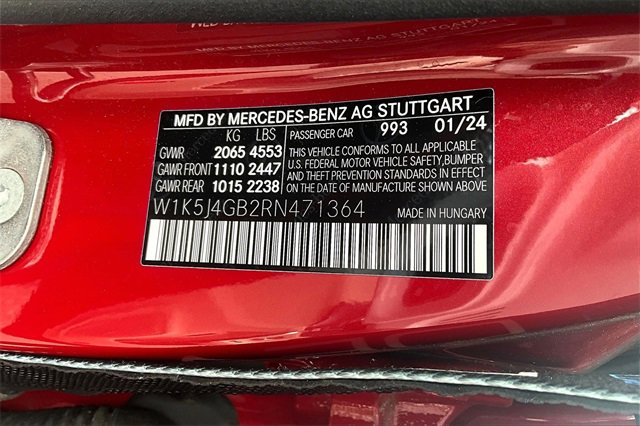 MFD BY MERCEDES-BENZ AG STUTTGART
KG LBS PASSENGER CAR 993 01/24
GVWR 2065 4553 THIS VEHICLE CONFORMS TO ALL APPLICABLE
GAWR FRONT 1110 2447 U.S. FEDERAL MOTOR VEHICLE SAFETY, BUMPER
AND THEFT PREVENTION STANDARDS IN EFFECT
GAWR REAR 1015 2238 ON THE DATE OF MANUFACTURE SHOWN ABOVE
W1K5J4GB2RN471364 MADE IN HUNGARY